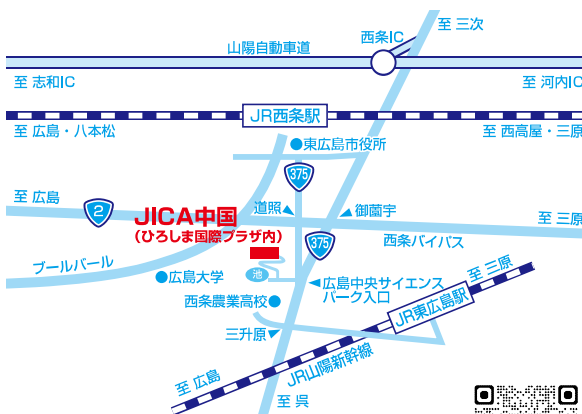 至 三次
西条IC
山陽自動車道
至 志和IC
至 河内IC
JR西条駅
至 広島・八本松
至 西高屋・三原
東広島市役所
375
至 広島
2
JICA中国
(ひろしま国際プラザ内)
道照
御薗宇
至 三原
375
西条バイパス
ブールバール
広島大学
池
広島中央サイエンス
パーク入口
西条農業高校
至 三原
JR東広島駅
三升原
JR山陽新幹線
至 広島
至 呉